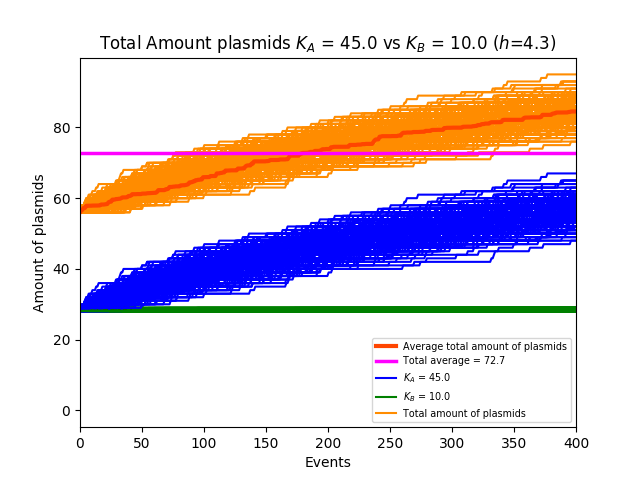 Total Amount plasmids K_A = 45.0 vs K_B = 10.0 (h=4.3)
Amount of plasmids
80
60
40
20
0
Average total amount of plasmids
Total average = 72.7
K_A = 45.0
K_B = 10.0
Total amount of plasmids
0 50 100 150 200 250 300 350 400
Events